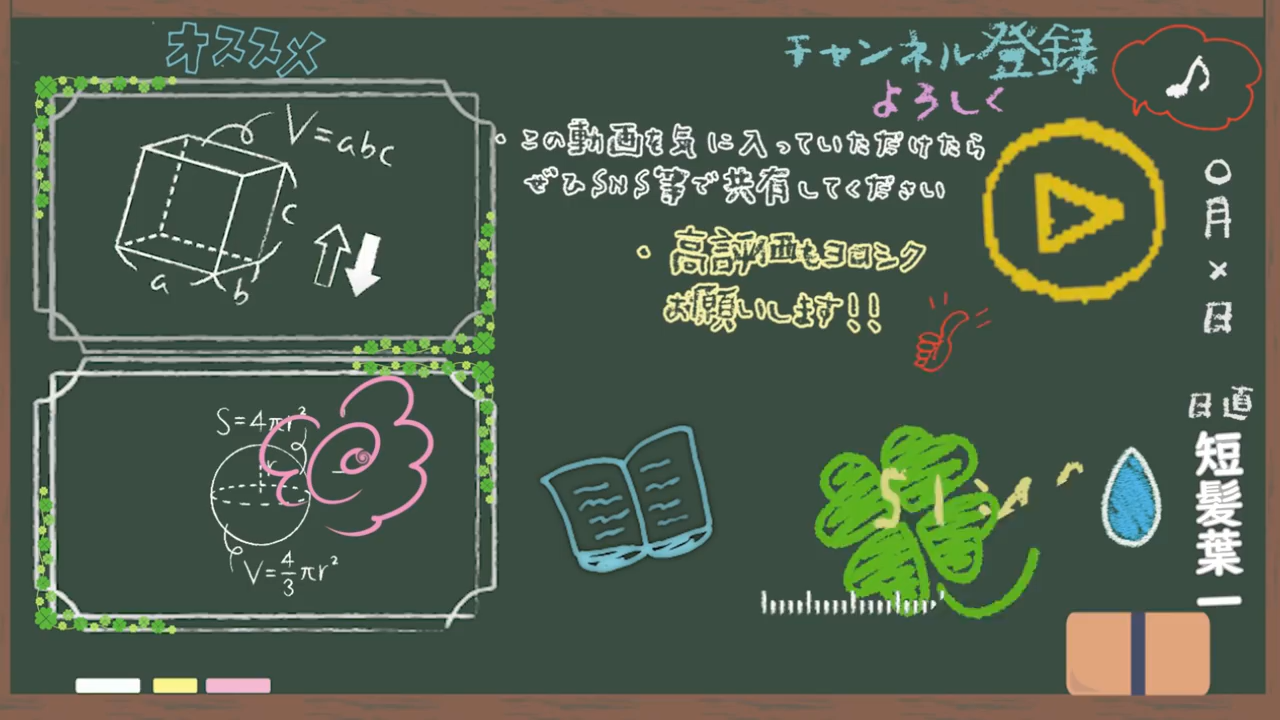 オススメ
V=abc
c
a
b
S=4πr²
r
V=4/3πr²
チャンネル登録
よろしく
・この動画を気に入っていただけたら
ぜひSNS等で共有してください
・高評価もヨロシク
お願いします!!
〇月×日
日直
短髪葉一